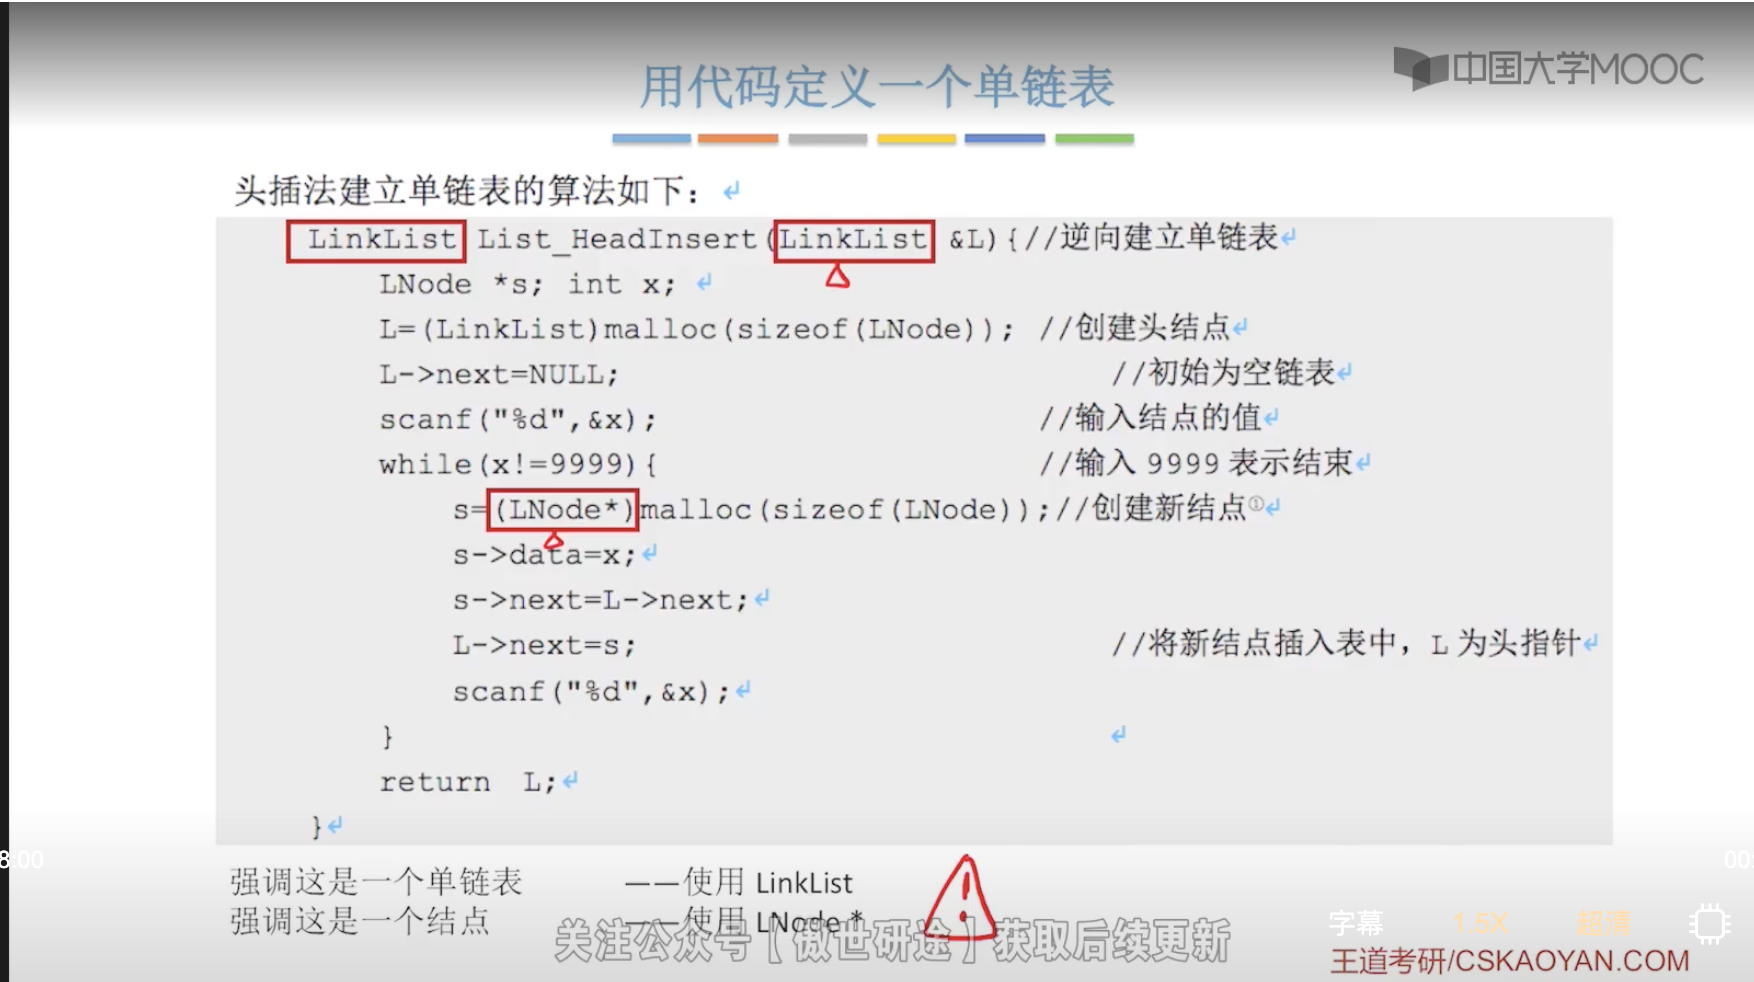 中国大学MOOC
用代码定义一个单链表
头插法建立单链表的算法如下：↵
LinkList List_HeadInsert(LinkList &L){//逆向建立单链表↵
LNode *s; int x; ↵
L=(LinkList)malloc(sizeof(LNode)); //创建头结点↵
L->next=NULL; //初始为空链表↵
scanf("%d",&x); //输入结点的值↵
while(x!=9999){ //输入 9999 表示结束↵
s=(LNode*)malloc(sizeof(LNode));//创建新结点①↵
s->data=x;↵
s->next=L->next;↵
L->next=s; //将新结点插入表中，L 为头指针↵
scanf("%d",&x);↵
} ↵
return L;↵
}↵
8:00
00:
强调这是一个单链表 ——使用 LinkList
强调这是一个结点 ——使用 LNode *
!
关注公众号【傲世研途】获取后续更新
字幕 1.5X 超清
王道考研/CSKAOYAN.COM